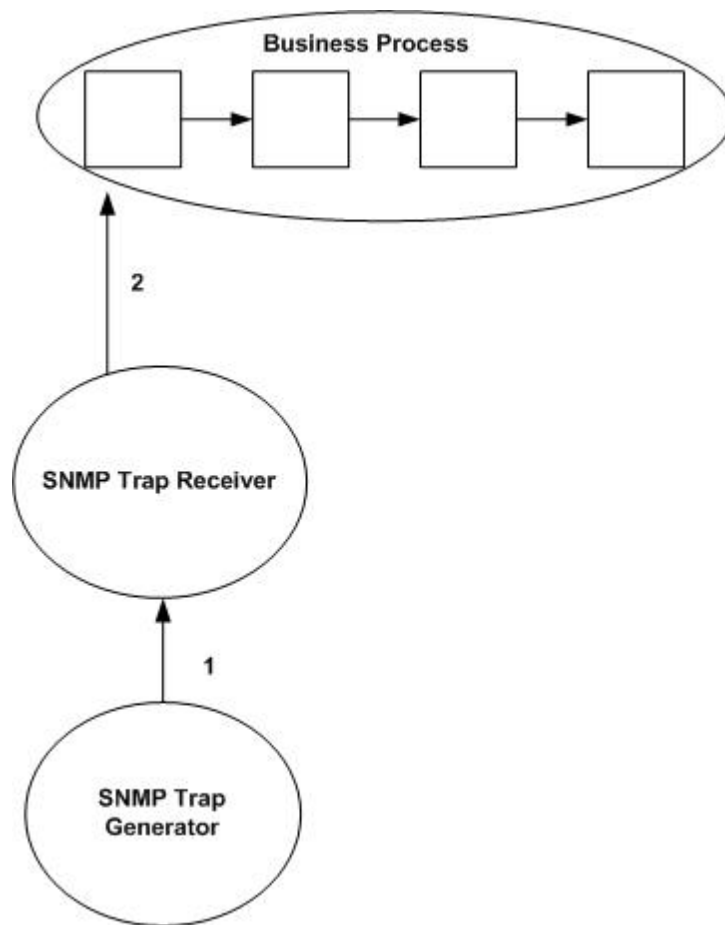 Business Process
2
SNMP Trap Receiver
1
SNMP Trap
Generator